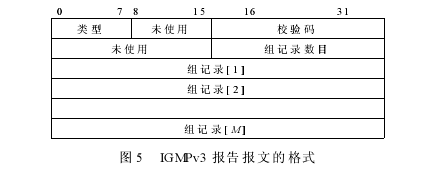 0 7 8 15 16 31
类型 未使用 校验码
未使用 组记录数目
组记录[1]
组记录[2]
组记录[M]
图5 IGMPv3 报告报文的格式